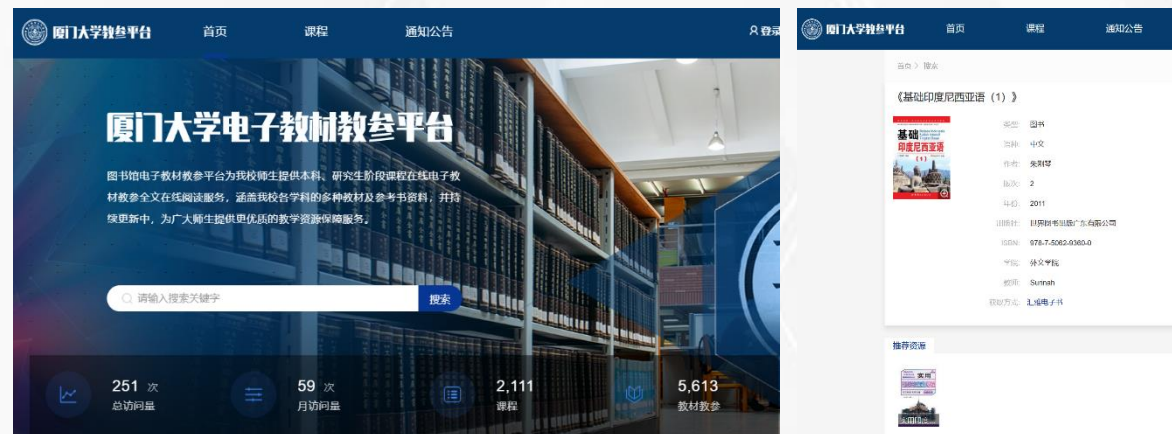 厦门大学教参平台 首页 课程 通知公告 登录
厦门大学电子教材教参平台
图书馆电子教材教参平台为我校师生提供本科、研究生阶段课程在线电子教
材教参全文在线阅读服务，涵盖我校各学科的多种教材及参考书资料，并持
续更新中，为广大师生提供更优质的教学资源保障服务。
请输入搜索关键字 搜索
251 次
总访问量
59 次
月访问量
2,111
课程
5,613
教材教参
厦门大学教参平台 首页 课程 通知公告
首页 > 搜索
《基础印度尼西亚语（1）》
基础
印度尼西亚语
(1)
类型: 图书
语种: 中文
作者: 朱刚琴
版次: 2
年份: 2011
出版社: 世界图书出版广东有限公司
ISBN: 978-7-5062-9360-0
学院: 外文学院
教师: Sunnah
获取方式: 汇雅电子书
推荐资源
实用